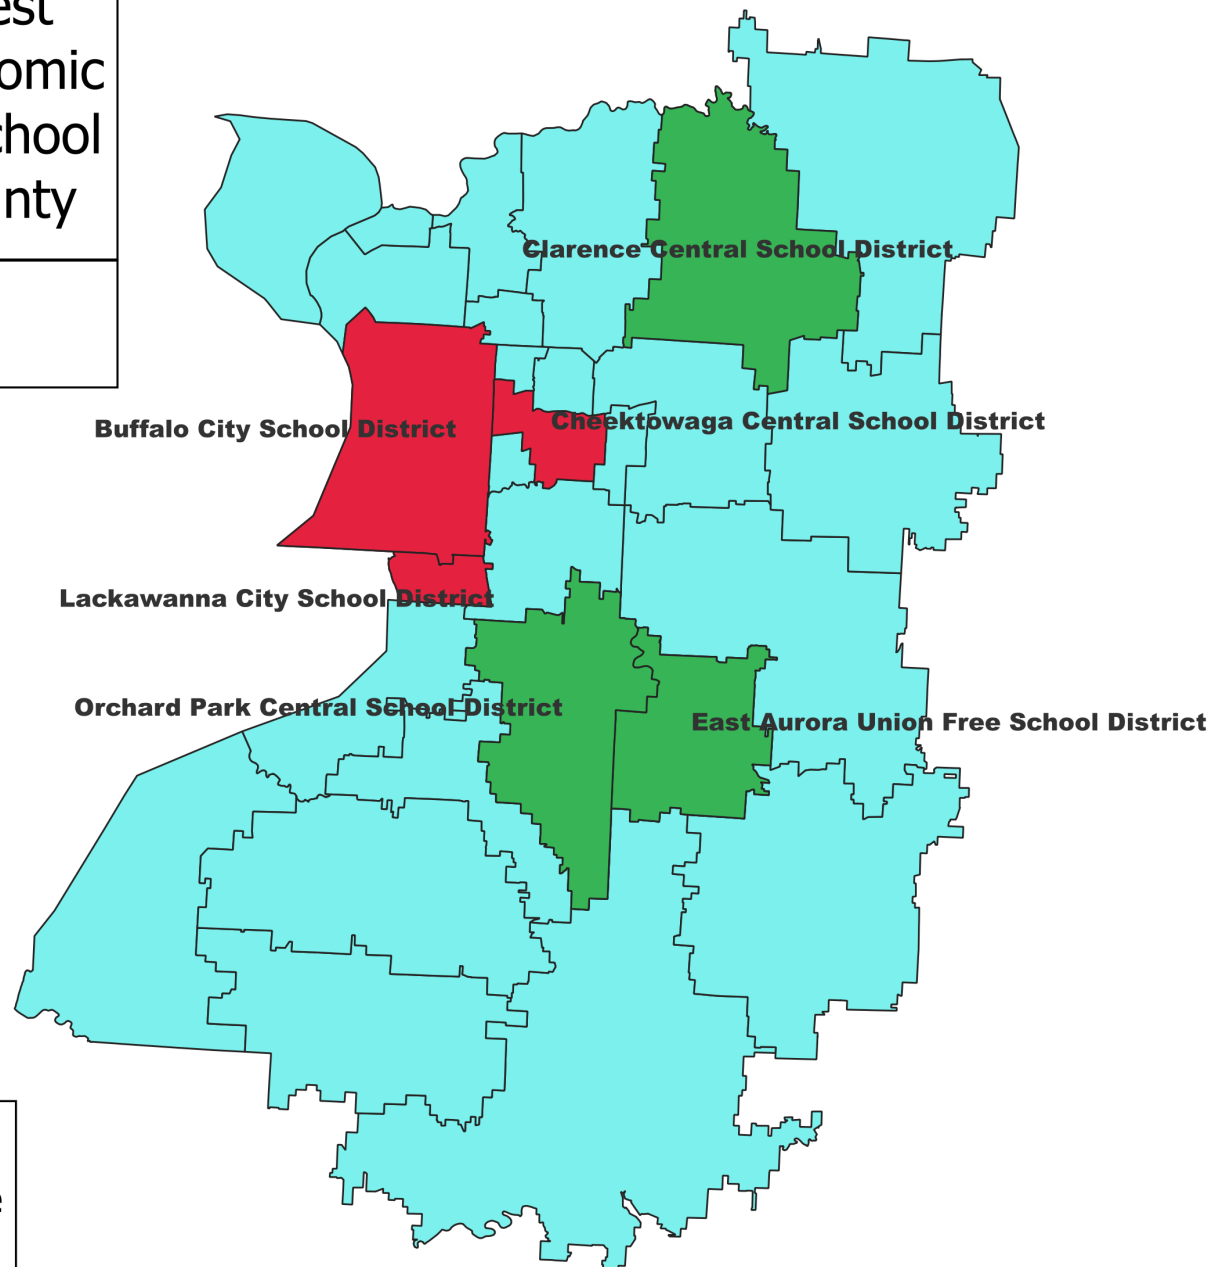 est
omic
chool
nty
Clarence Central School District
Cheektowaga Central School District
Buffalo City School District
Lackawanna City School District
Orchard Park Central School District
East Aurora Union Free School District
e